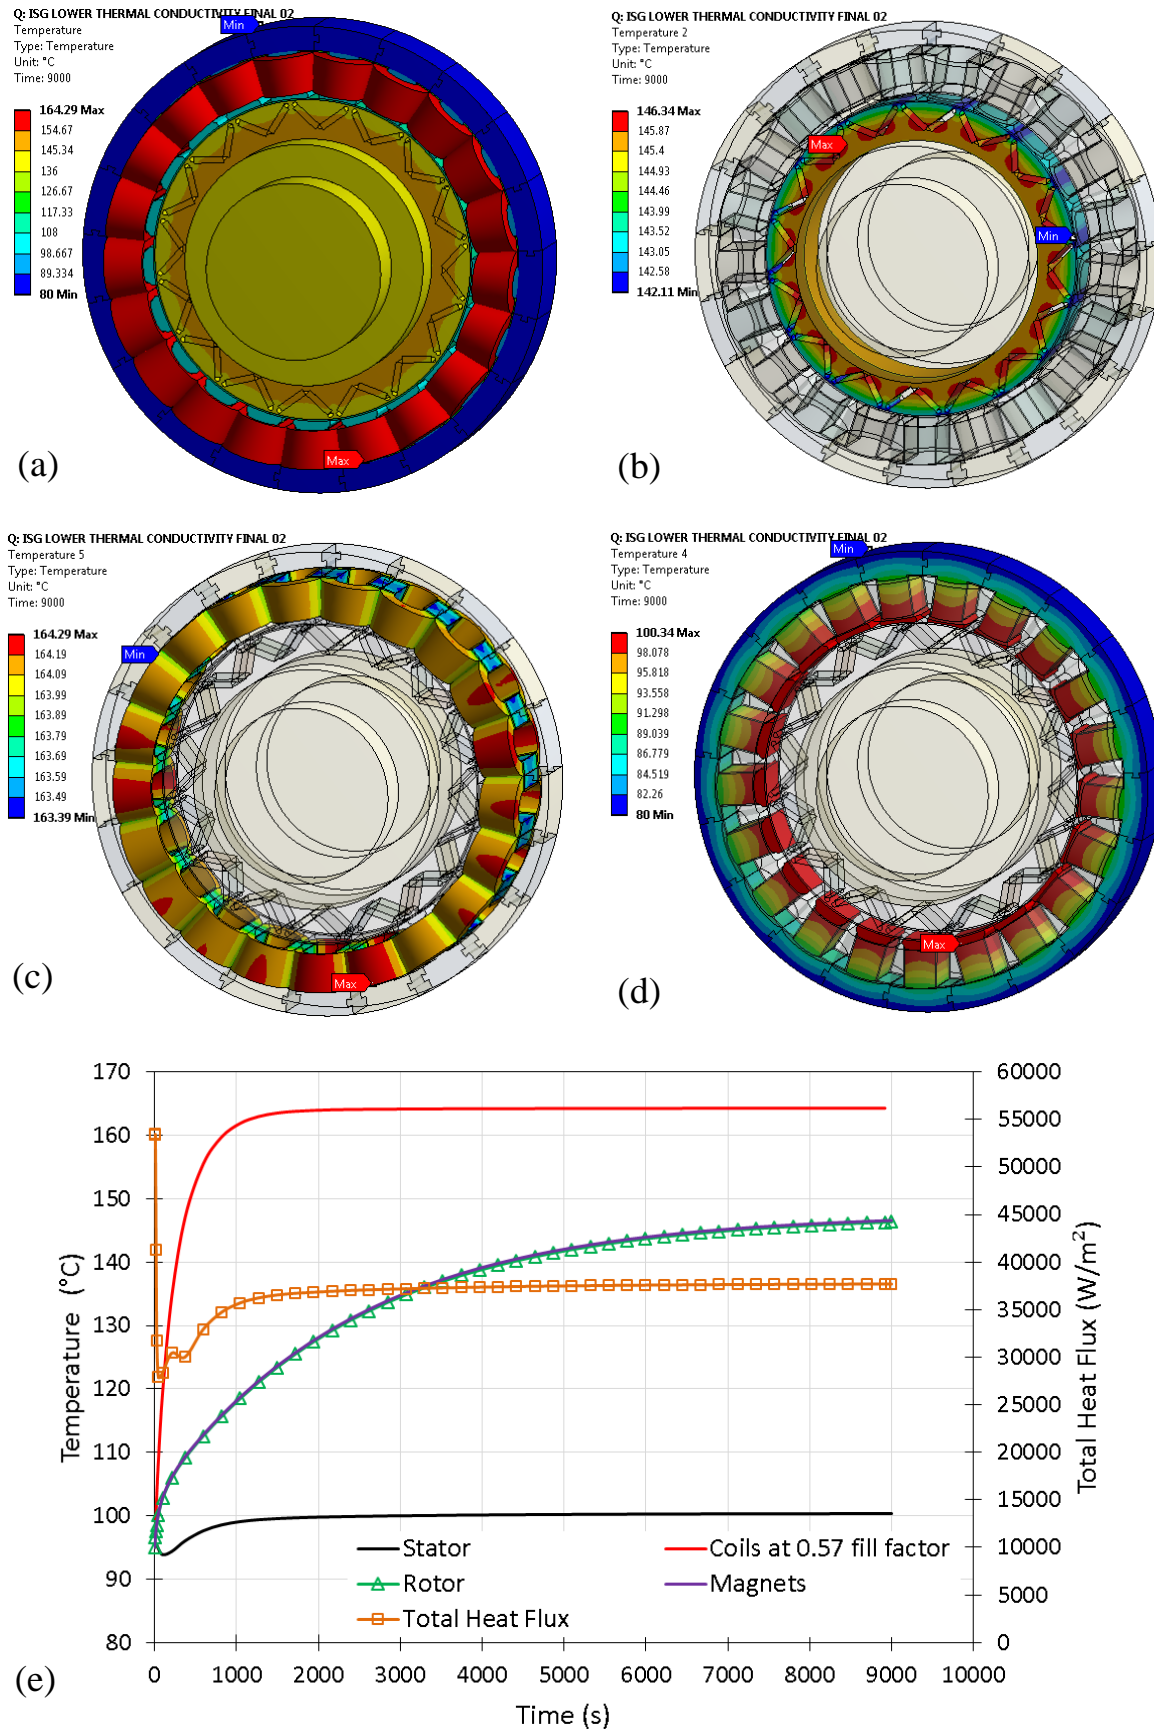 Q: ISG LOWER THERMAL CONDUCTIVITY FINAL 02
Temperature
Type: Temperature
Unit: °C
Time: 9000
164.29 Max
154.67
145.34
136
126.67
117.33
108
98.667
89.334
80 Min
Min
Max
(a)
Q: ISG LOWER THERMAL CONDUCTIVITY FINAL 02
Temperature 2
Type: Temperature
Unit: °C
Time: 9000
146.34 Max
145.87
145.4
144.93
144.46
143.99
143.52
143.05
142.58
142.11 Min
Max
Min
(b)
Q: ISG LOWER THERMAL CONDUCTIVITY FINAL 02
Temperature 5
Type: Temperature
Unit: °C
Time: 9000
164.29 Max
164.19
164.09
163.99
163.89
163.79
163.69
163.59
163.49
163.39 Min
Min
Max
(c)
Q: ISG LOWER THERMAL CONDUCTIVITY FINAL 02
Temperature 4
Type: Temperature
Unit: °C
Time: 9000
100.34 Max
98.078
95.818
93.558
91.298
89.039
86.779
84.519
82.26
80 Min
Min
Max
(d)
170
160
150
140
130
120
110
100
90
80
Temperature (°C)
60000
55000
50000
45000
40000
35000
30000
25000
20000
15000
10000
5000
0
Total Heat Flux (W/m²)
Stator
Coils at 0.57 fill factor
Rotor
Magnets
Total Heat Flux
0 1000 2000 3000 4000 5000 6000 7000 8000 9000 10000
Time (s)
(e)